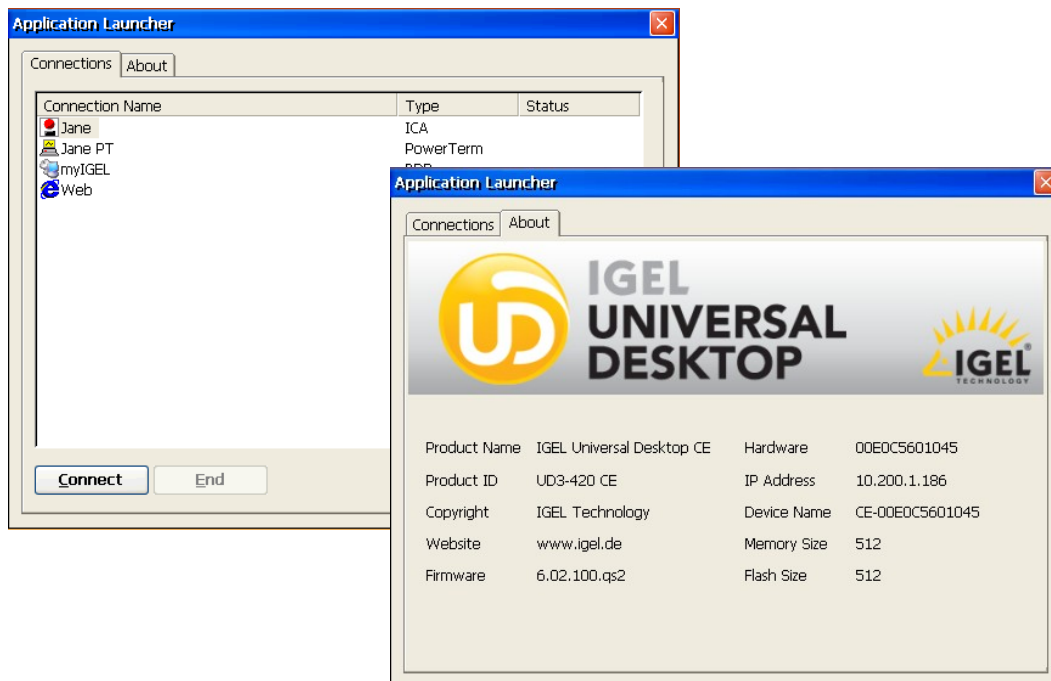 Application Launcher
Connections About
Connection Name Type Status
Jane ICA
Jane PT PowerTerm
myIGEL
Web
Connect End
Application Launcher
Connections About
UD IGEL
UNIVERSAL
DESKTOP
IGEL®
TECHNOLOGY
Product Name IGEL Universal Desktop CE Hardware 00E0C5601045
Product ID UD3-420 CE IP Address 10.200.1.186
Copyright IGEL Technology Device Name CE-00E0C5601045
Website www.igel.de Memory Size 512
Firmware 6.02.100.qs2 Flash Size 512